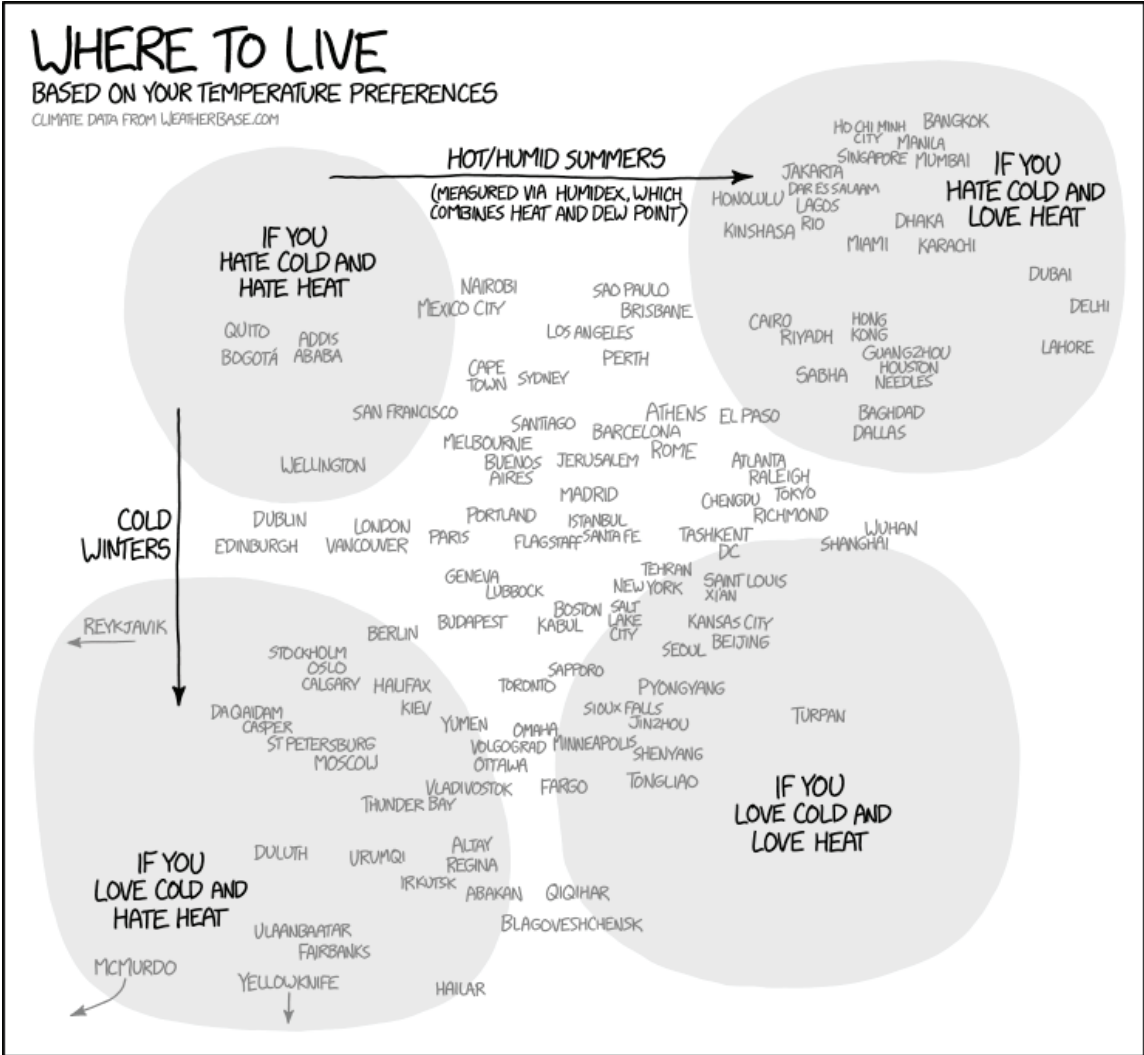 WHERE TO LIVE
BASED ON YOUR TEMPERATURE PREFERENCES
CLIMATE DATA FROM WEATHERBASE.COM
HOT/HUMID SUMMERS
(MEASURED VIA HUMIDEX, WHICH
COMBINES HEAT AND DEW POINT)
COLD
WINTERS
IF YOU
HATE COLD AND
HATE HEAT
QUITO
BOGOTÁ
ADDIS
ABABA
SAN FRANCISCO
WELLINGTON
IF YOU
HATE COLD AND
LOVE HEAT
HO CHI MINH
CITY
BANGKOK
MANILA
SINGAPORE
MUMBAI
JAKARTA
DAR ES SALAAM
HONOLULU
LAGOS
KINSHASA
RIO
DHAKA
MIAMI
KARACHI
DUBAI
DELHI
LAHORE
CAIRO
RIYADH
HONG
KONG
GUANGZHOU
HOUSTON
NEEDLES
SABHA
BAGHDAD
DALLAS
NAIROBI
MEXICO CITY
SAO PAULO
BRISBANE
LOS ANGELES
PERTH
CAPE
TOWN
SYDNEY
SANTIAGO
ATHENS
EL PASO
BARCELONA
MELBOURNE
ROME
BUENOS
AIRES
JERUSALEM
ATLANTA
RALEIGH
MADRID
CHENGDU
TOKYO
RICHMOND
PORTLAND
ISTANBUL
DUBLIN
LONDON
EDINBURGH
VANCOUVER
PARIS
FLAGSTAFF
SANTA FE
TASHKENT
DC
WUHAN
SHANGHAI
GENEVA
LUBBOCK
TEHRAN
NEW YORK
SAINT LOUIS
XI'AN
BOSTON
SALT
LAKE
CITY
KABUL
BUDAPEST
KANSAS CITY
BEIJING
SEOUL
REYKJAVIK
BERLIN
STOCKHOLM
OSLO
CALGARY
HALIFAX
KIEV
TORONTO
SAPPORO
PYONGYANG
SIOUX FALLS
JINZHOU
TURPAN
DA QAIDAM
CASPER
ST PETERSBURG
MOSCOW
YUMEN
OMAHA
VOLGOGRAD
MINNEAPOLIS
OTTAWA
SHENYANG
VLADIVOSTOK
FARGO
TONGLIAO
THUNDER BAY
IF YOU
LOVE COLD AND
LOVE HEAT
DULUTH
URUMQI
ALTAY
REGINA
IRKUTSK
ABAKAN
QIQIHAR
BLAGOVESHCHENSK
IF YOU
LOVE COLD AND
HATE HEAT
ULAANBAATAR
FAIRBANKS
MCMURDO
YELLOWKNIFE
HAILAR